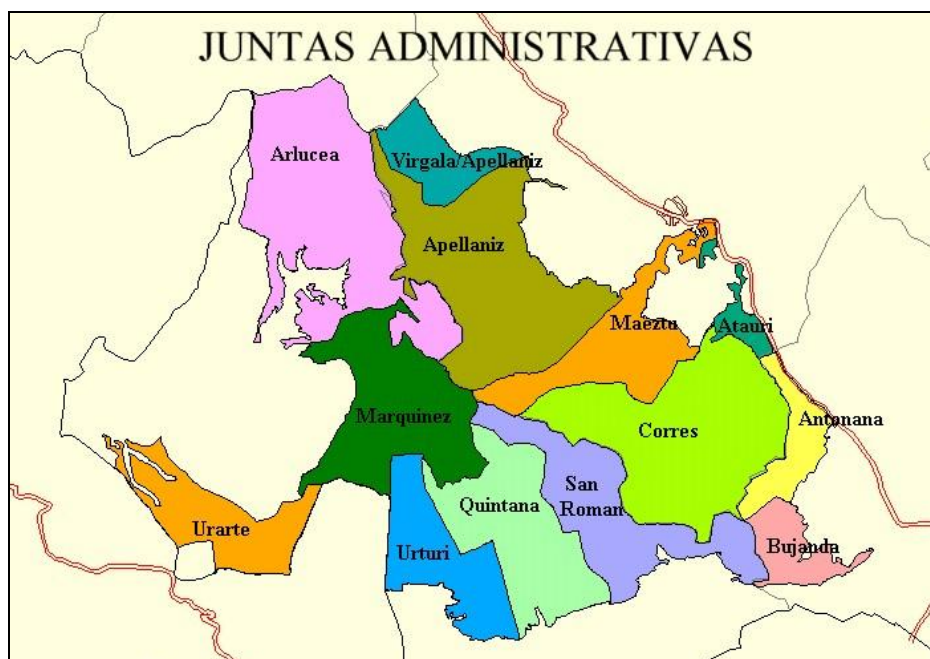 JUNTAS ADMINISTRATIVAS
Arlucea
Virgala/Apellaniz
Apellaniz
Maeztu
Atauri
Marquinez
Corres
Antonana
Quintana
San
Roman
Urarte
Urturi
Bujanda